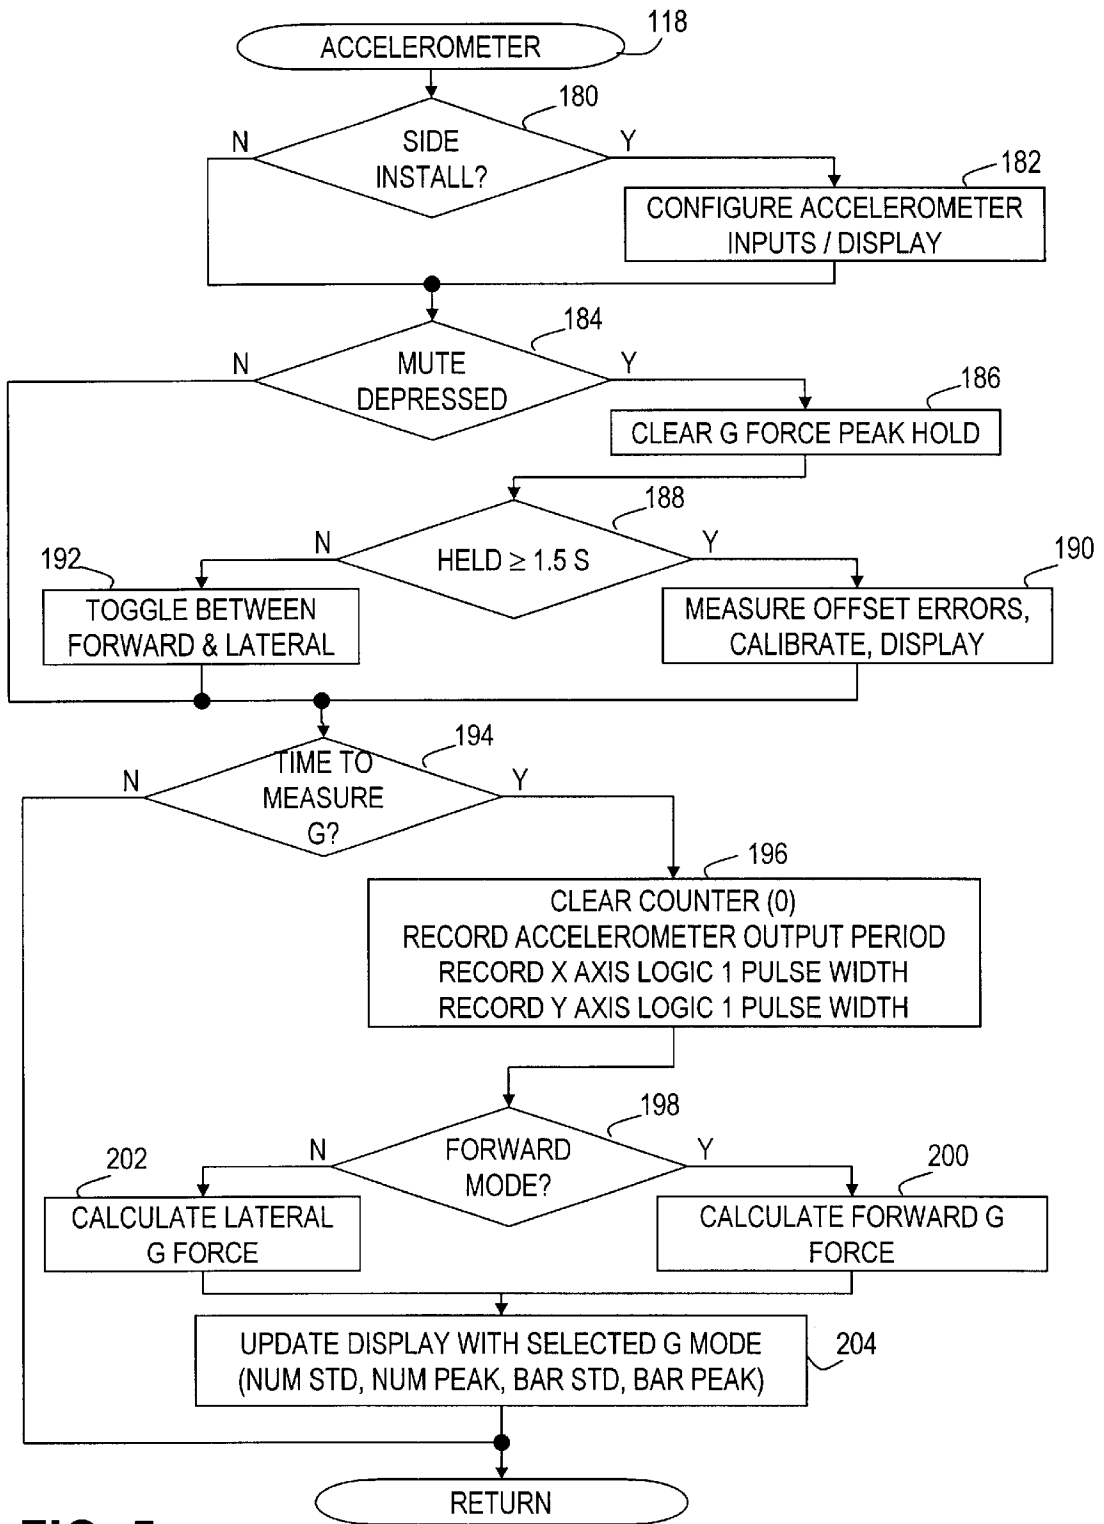 ACCELEROMETER
118
180
N
SIDE
INSTALL?
Y
182
CONFIGURE ACCELEROMETER
INPUTS / DISPLAY
184
N
MUTE
DEPRESSED
Y
186
CLEAR G FORCE PEAK HOLD
188
N
HELD ≥ 1.5 S
Y
192
190
TOGGLE BETWEEN
FORWARD & LATERAL
MEASURE OFFSET ERRORS,
CALIBRATE, DISPLAY
194
N
TIME TO
MEASURE
G?
Y
196
CLEAR COUNTER (0)
RECORD ACCELEROMETER OUTPUT PERIOD
RECORD X AXIS LOGIC 1 PULSE WIDTH
RECORD Y AXIS LOGIC 1 PULSE WIDTH
198
N
FORWARD
MODE?
Y
202
200
CALCULATE LATERAL
G FORCE
CALCULATE FORWARD G
FORCE
UPDATE DISPLAY WITH SELECTED G MODE
(NUM STD, NUM PEAK, BAR STD, BAR PEAK)
204
RETURN